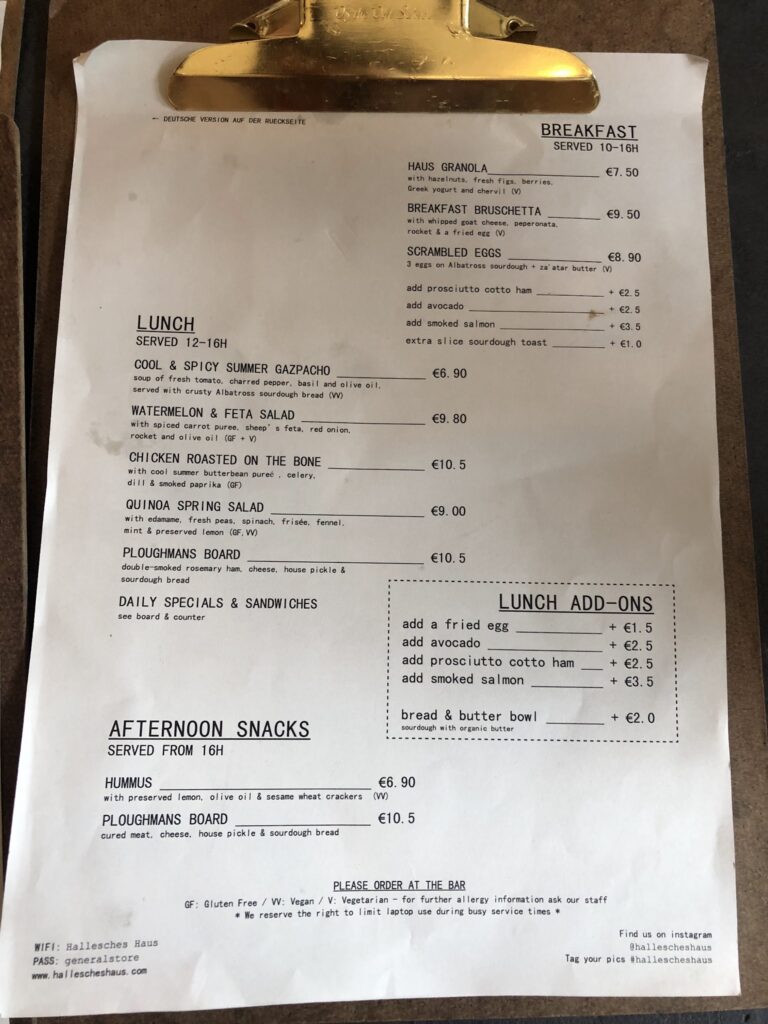 ← DEUTSCHE VERSION AUF DER RUECKSEITE
BREAKFAST
SERVED 10-16H
HAUS GRANOLA €7.50
with hazelnuts, fresh figs, berries,
Greek yogurt and chervil (V)
BREAKFAST BRUSCHETTA €9.50
with whipped goat cheese, peperonata,
rocket & a fried egg (V)
SCRAMBLED EGGS €8.90
3 eggs on Albatross sourdough + za'atar butter (V)
add prosciutto cotto ham + €2.5
add avocado + €2.5
add smoked salmon + €3.5
extra slice sourdough toast + €1.0
LUNCH
SERVED 12-16H
COOL & SPICY SUMMER GAZPACHO €6.90
soup of fresh tomato, charred pepper, basil and olive oil,
served with crusty Albatross sourdough bread (VV)
WATERMELON & FETA SALAD €9.80
with spiced carrot puree, sheep's feta, red onion,
rocket and olive oil (GF + V)
CHICKEN ROASTED ON THE BONE €10.5
with cool summer butterbean pureé , celery,
dill & smoked paprika (GF)
QUINOA SPRING SALAD €9.00
with edamame, fresh peas, spinach, frisée, fennel,
mint & preserved lemon (GF,VV)
PLOUGHMANS BOARD €10.5
double-smoked rosemary ham, cheese, house pickle &
sourdough bread
DAILY SPECIALS & SANDWICHES
see board & counter
LUNCH ADD-ONS
add a fried egg + €1.5
add avocado + €2.5
add prosciutto cotto ham + €2.5
add smoked salmon + €3.5
bread & butter bowl + €2.0
sourdough with organic butter
AFTERNOON SNACKS
SERVED FROM 16H
HUMMUS €6.90
with preserved lemon, olive oil & sesame wheat crackers (VV)
PLOUGHMANS BOARD €10.5
cured meat, cheese, house pickle & sourdough bread
PLEASE ORDER AT THE BAR
GF: Gluten Free / VV: Vegan / V: Vegetarian - for further allergy information ask our staff
* We reserve the right to limit laptop use during busy service times *
WIFI: Hallesches Haus
PASS: generalstore
www.hallescheshaus.com
Find us on instagram
@hallescheshaus
Tag your pics #hallescheshaus